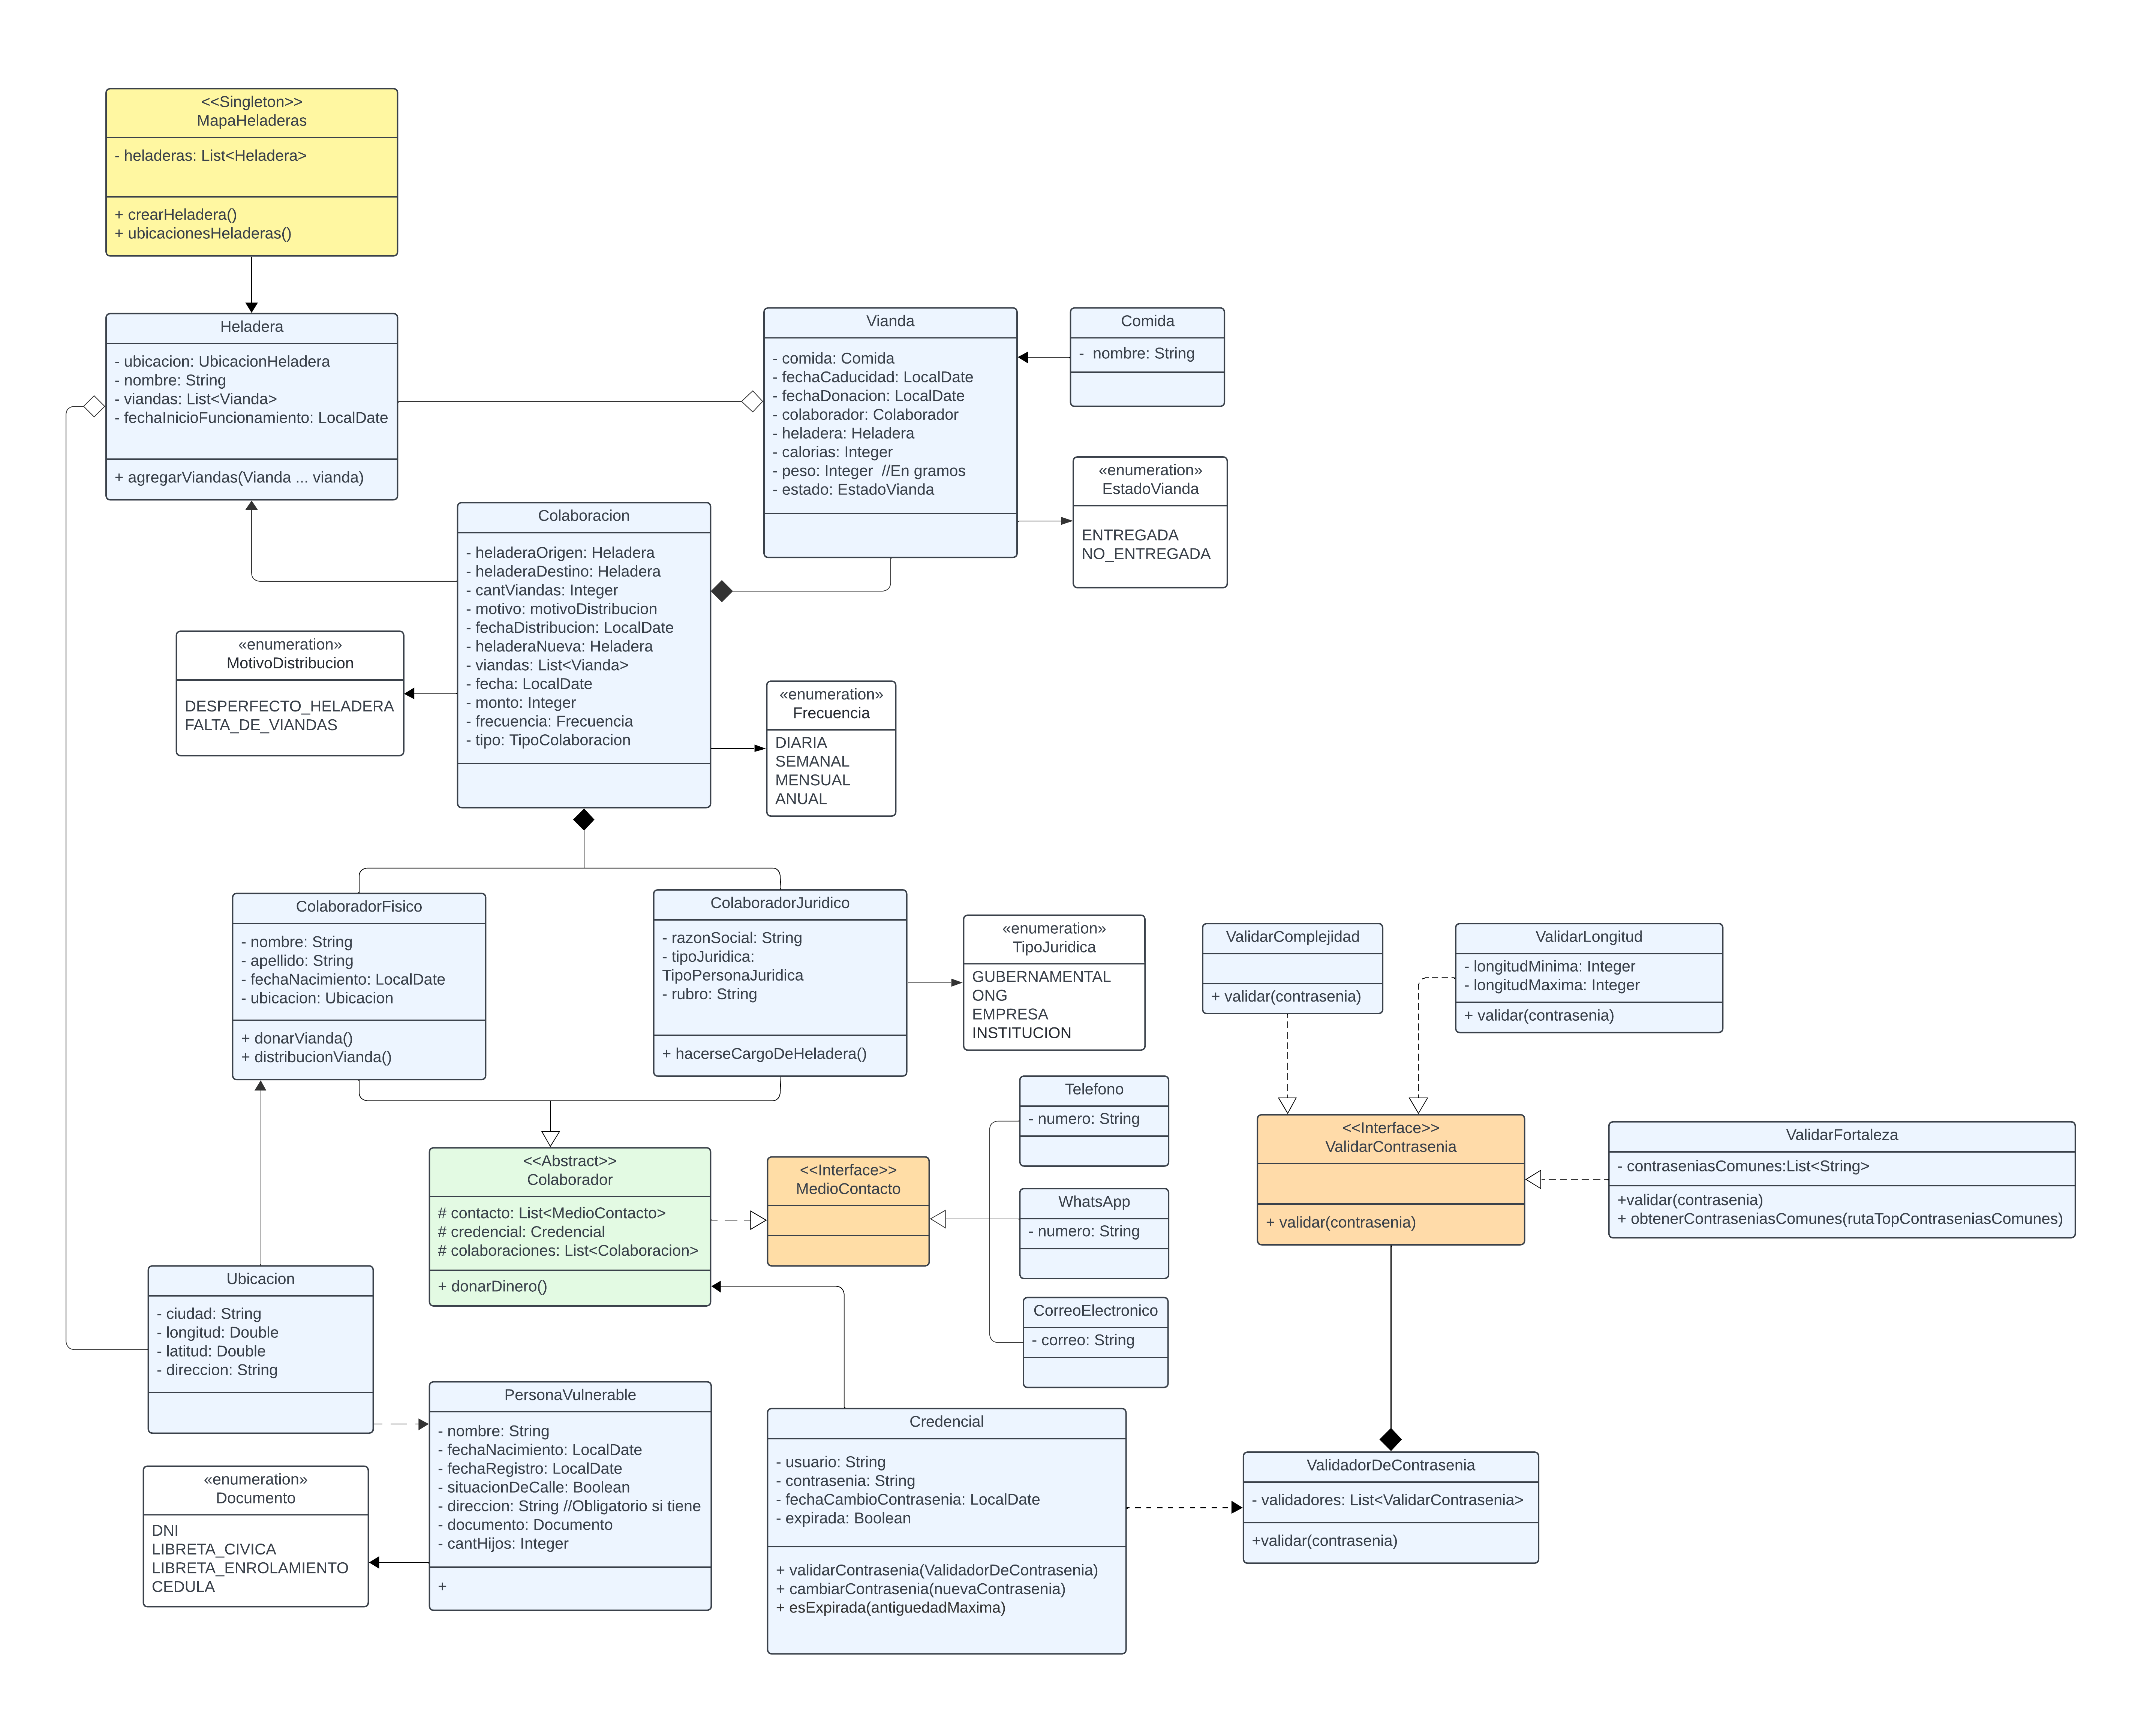 <<Singleton>>
MapaHeladeras
- heladeras: List<Heladera>
+ crearHeladera()
+ ubicacionesHeladeras()
Heladera
- ubicacion: UbicacionHeladera
- nombre: String
- viandas: List<Vianda>
- fechaInicioFuncionamiento: LocalDate
+ agregarViandas(Vianda ... vianda)
Vianda
- comida: Comida
- fechaCaducidad: LocalDate
- fechaDonacion: LocalDate
- colaborador: Colaborador
- heladera: Heladera
- calorias: Integer
- peso: Integer  //En gramos
- estado: EstadoVianda
Comida
-  nombre: String
«enumeration»
EstadoVianda
ENTREGADA
NO_ENTREGADA
Colaboracion
- heladeraOrigen: Heladera
- heladeraDestino: Heladera
- cantViandas: Integer
- motivo: motivoDistribucion
- fechaDistribucion: LocalDate
- heladeraNueva: Heladera
- viandas: List<Vianda>
- fecha: LocalDate
- monto: Integer
- frecuencia: Frecuencia
- tipo: TipoColaboracion
«enumeration»
MotivoDistribucion
DESPERFECTO_HELADERA
FALTA_DE_VIANDAS
«enumeration»
Frecuencia
DIARIA
SEMANAL
MENSUAL
ANUAL
ColaboradorFisico
- nombre: String
- apellido: String
- fechaNacimiento: LocalDate
- ubicacion: Ubicacion
+ donarVianda()
+ distribucionVianda()
ColaboradorJuridico
- razonSocial: String
- tipoJuridica:
TipoPersonaJuridica
- rubro: String
+ hacerseCargoDeHeladera()
«enumeration»
TipoJuridica
GUBERNAMENTAL
ONG
EMPRESA
INSTITUCION
ValidarComplejidad
+ validar(contrasenia)
ValidarLongitud
- longitudMinima: Integer
- longitudMaxima: Integer
+ validar(contrasenia)
<<Abstract>>
Colaborador
# contacto: List<MedioContacto>
# credencial: Credencial
# colaboraciones: List<Colaboracion>
+ donarDinero()
<<Interface>>
MedioContacto
Telefono
- numero: String
WhatsApp
- numero: String
CorreoElectronico
- correo: String
<<Interface>>
ValidarContrasenia
+ validar(contrasenia)
ValidarFortaleza
- contraseniasComunes:List<String>
+validar(contrasenia)
+ obtenerContraseniasComunes(rutaTopContraseniasComunes)
Ubicacion
- ciudad: String
- longitud: Double
- latitud: Double
- direccion: String
PersonaVulnerable
- nombre: String
- fechaNacimiento: LocalDate
- fechaRegistro: LocalDate
- situacionDeCalle: Boolean
- direccion: String //Obligatorio si tiene
- documento: Documento
- cantHijos: Integer
+
«enumeration»
Documento
DNI
LIBRETA_CIVICA
LIBRETA_ENROLAMIENTO
CEDULA
Credencial
- usuario: String
- contrasenia: String
- fechaCambioContrasenia: LocalDate
- expirada: Boolean
+ validarContrasenia(ValidadorDeContrasenia)
+ cambiarContrasenia(nuevaContrasenia)
+ esExpirada(antiguedadMaxima)
ValidadorDeContrasenia
- validadores: List<ValidarContrasenia>
+validar(contrasenia)